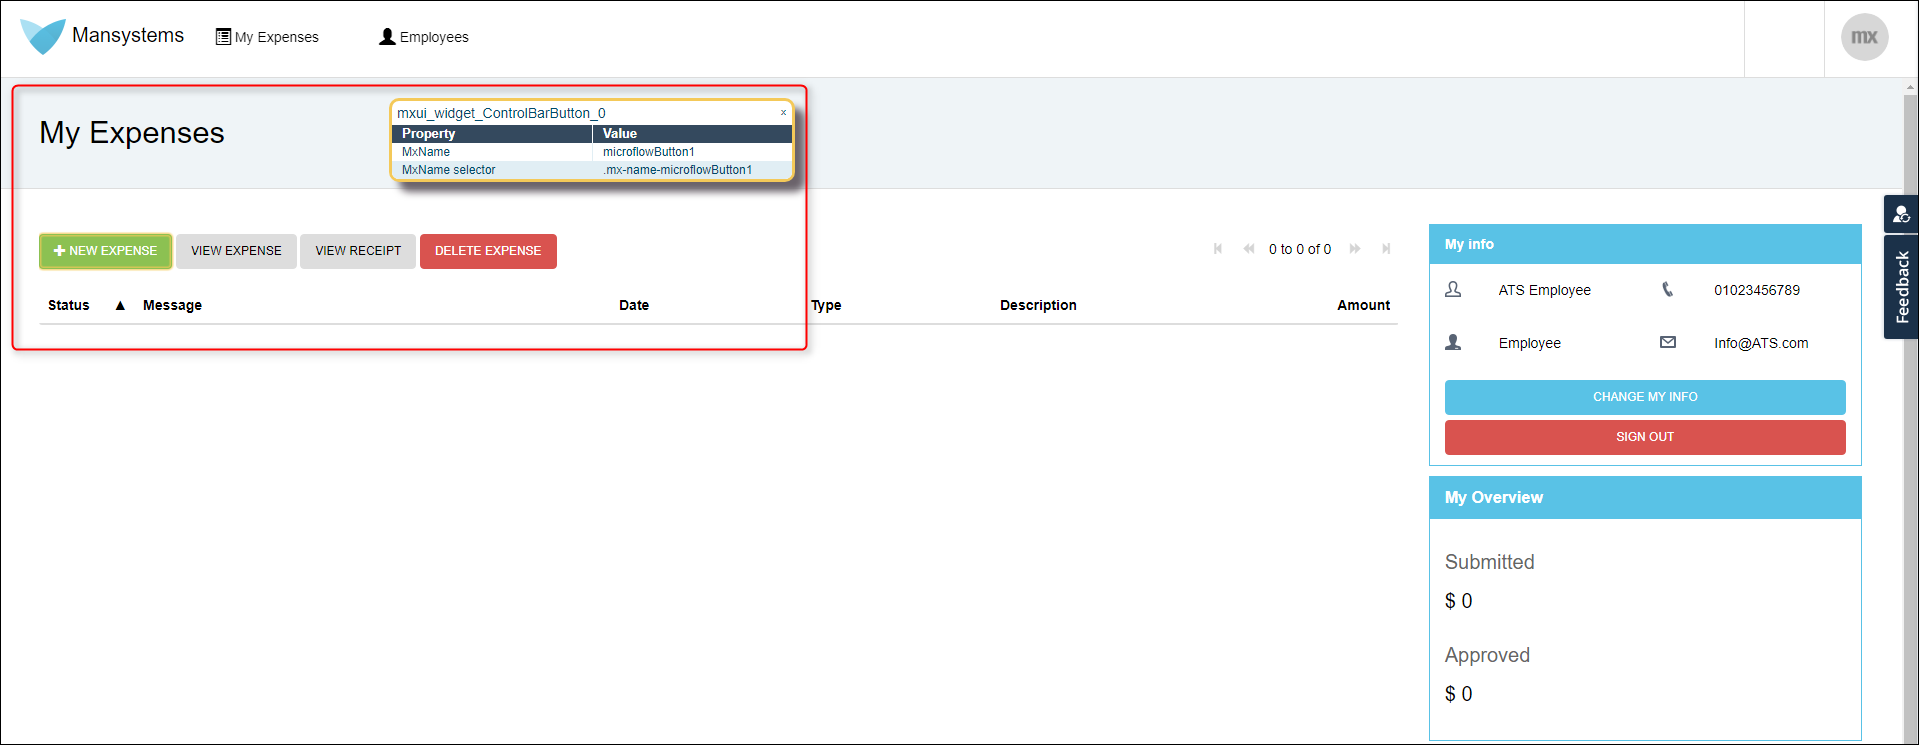 Mansystems
My Expenses
Employees
mx
My Expenses
mxui_widget_ControlBarButton_0
x
Property Value
MxName microflowButton1
MxName selector .mx-name-microflowButton1
NEW EXPENSE
VIEW EXPENSE
VIEW RECEIPT
DELETE EXPENSE
0 to 0 of 0
Status ▲ Message Date Type Description Amount
My info
ATS Employee 01023456789
Employee Info@ATS.com
CHANGE MY INFO
SIGN OUT
My Overview
Submitted
$ 0
Approved
$ 0
Feedback